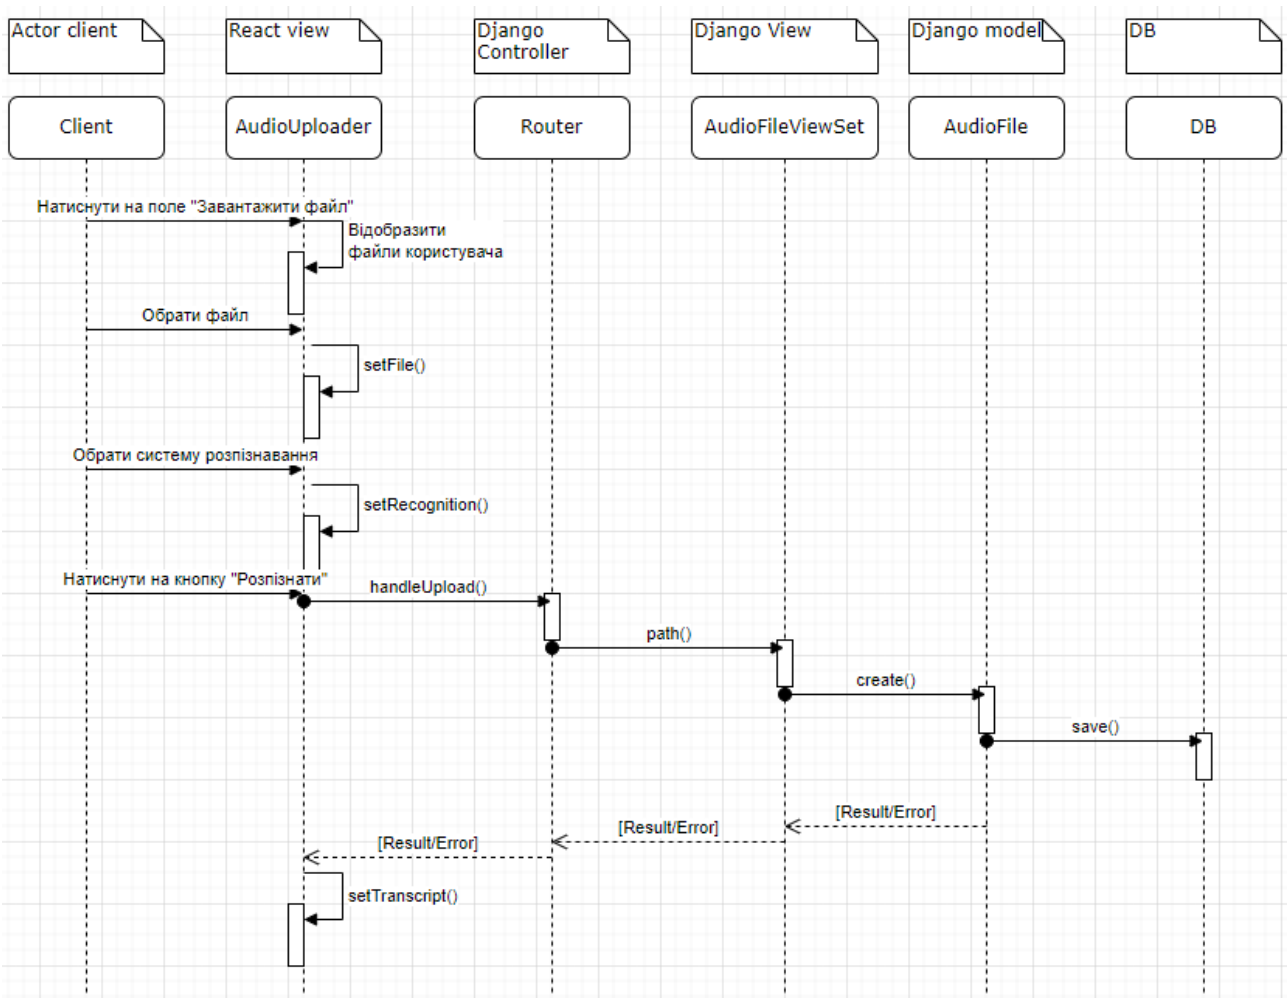 Actor client
React view
Django
Controller
Django View
Django model
DB
Client
AudioUploader
Router
AudioFileViewSet
AudioFile
DB
Натиснути на поле "Завантажити файл"
Відобразити
файли користувача
Обрати файл
setFile()
Обрати систему розпізнавання
setRecognition()
Натиснути на кнопку "Розпізнати"
handleUpload()
path()
create()
save()
[Result/Error]
[Result/Error]
[Result/Error]
setTranscript()